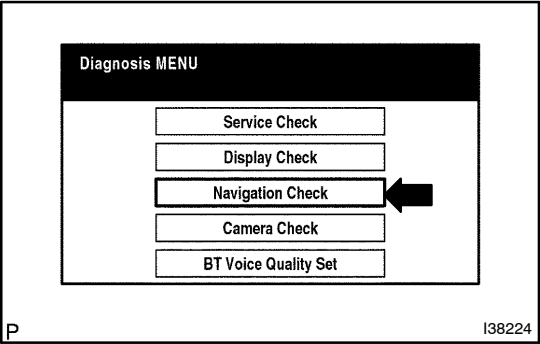 Diagnosis MENU
Service Check
Display Check
Navigation Check
Camera Check
BT Voice Quality Set
P
I38224